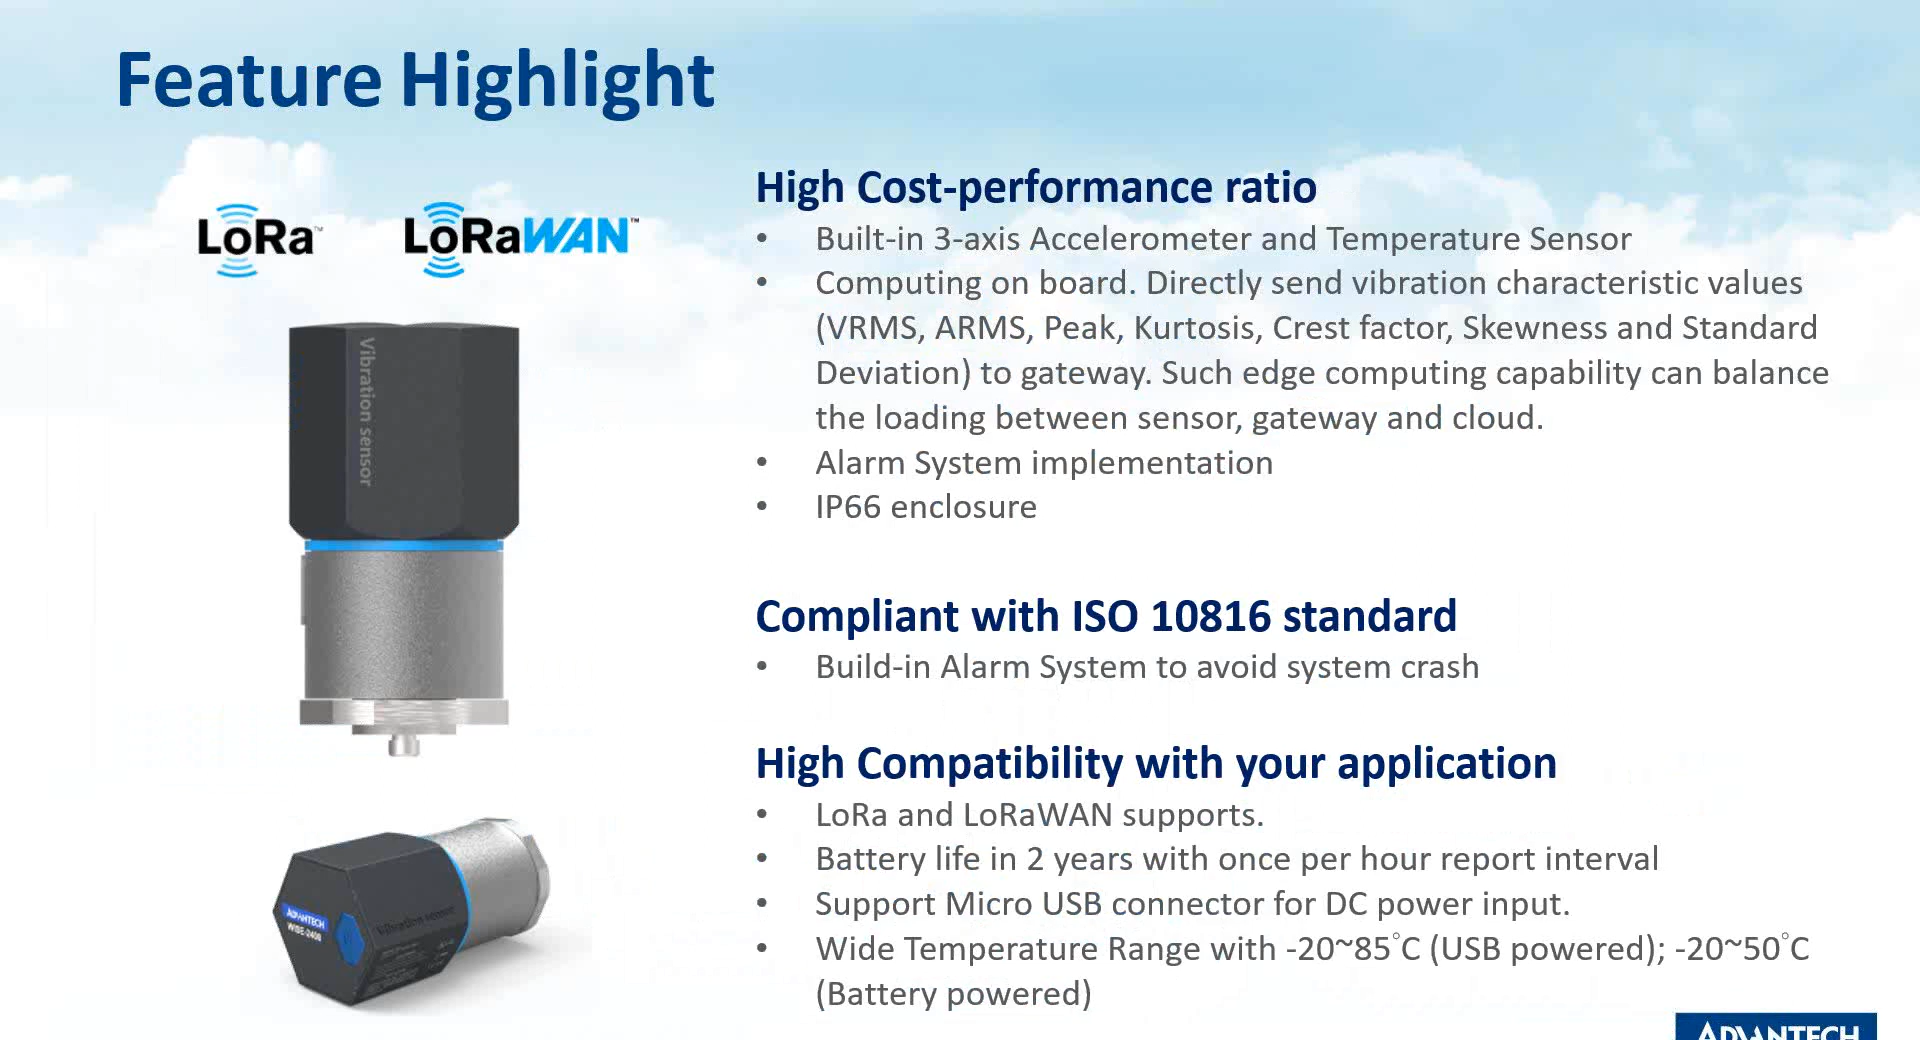 Feature Highlight
LoRa™
LoRaWAN™
Vibration sensor
ADVANTECH
Vibration sensor
High Cost-performance ratio
• Built-in 3-axis Accelerometer and Temperature Sensor
• Computing on board. Directly send vibration characteristic values
(VRMS, ARMS, Peak, Kurtosis, Crest factor, Skewness and Standard
Deviation) to gateway. Such edge computing capability can balance
the loading between sensor, gateway and cloud.
• Alarm System implementation
• IP66 enclosure
Compliant with ISO 10816 standard
• Build-in Alarm System to avoid system crash
High Compatibility with your application
• LoRa and LoRaWAN supports.
• Battery life in 2 years with once per hour report interval
• Support Micro USB connector for DC power input.
• Wide Temperature Range with -20~85°C (USB powered); -20~50°C
(Battery powered)
ADVANTECH